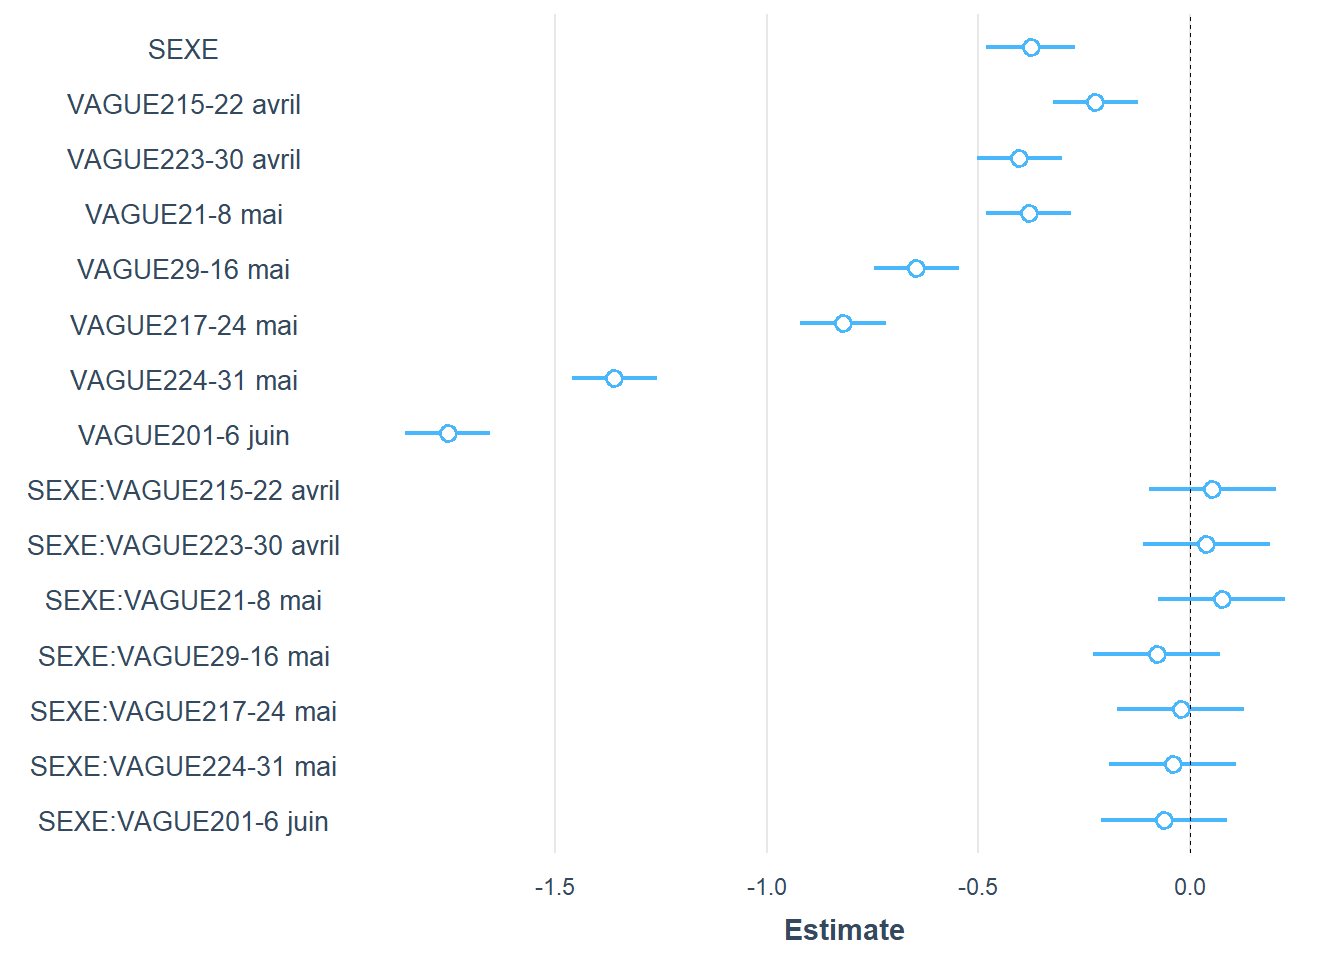 SEXE
VAGUE215-22 avril
VAGUE223-30 avril
VAGUE21-8 mai
VAGUE29-16 mai
VAGUE217-24 mai
VAGUE224-31 mai
VAGUE201-6 juin
SEXE:VAGUE215-22 avril
SEXE:VAGUE223-30 avril
SEXE:VAGUE21-8 mai
SEXE:VAGUE29-16 mai
SEXE:VAGUE217-24 mai
SEXE:VAGUE224-31 mai
SEXE:VAGUE201-6 juin
-1.5 -1.0 -0.5 0.0
Estimate